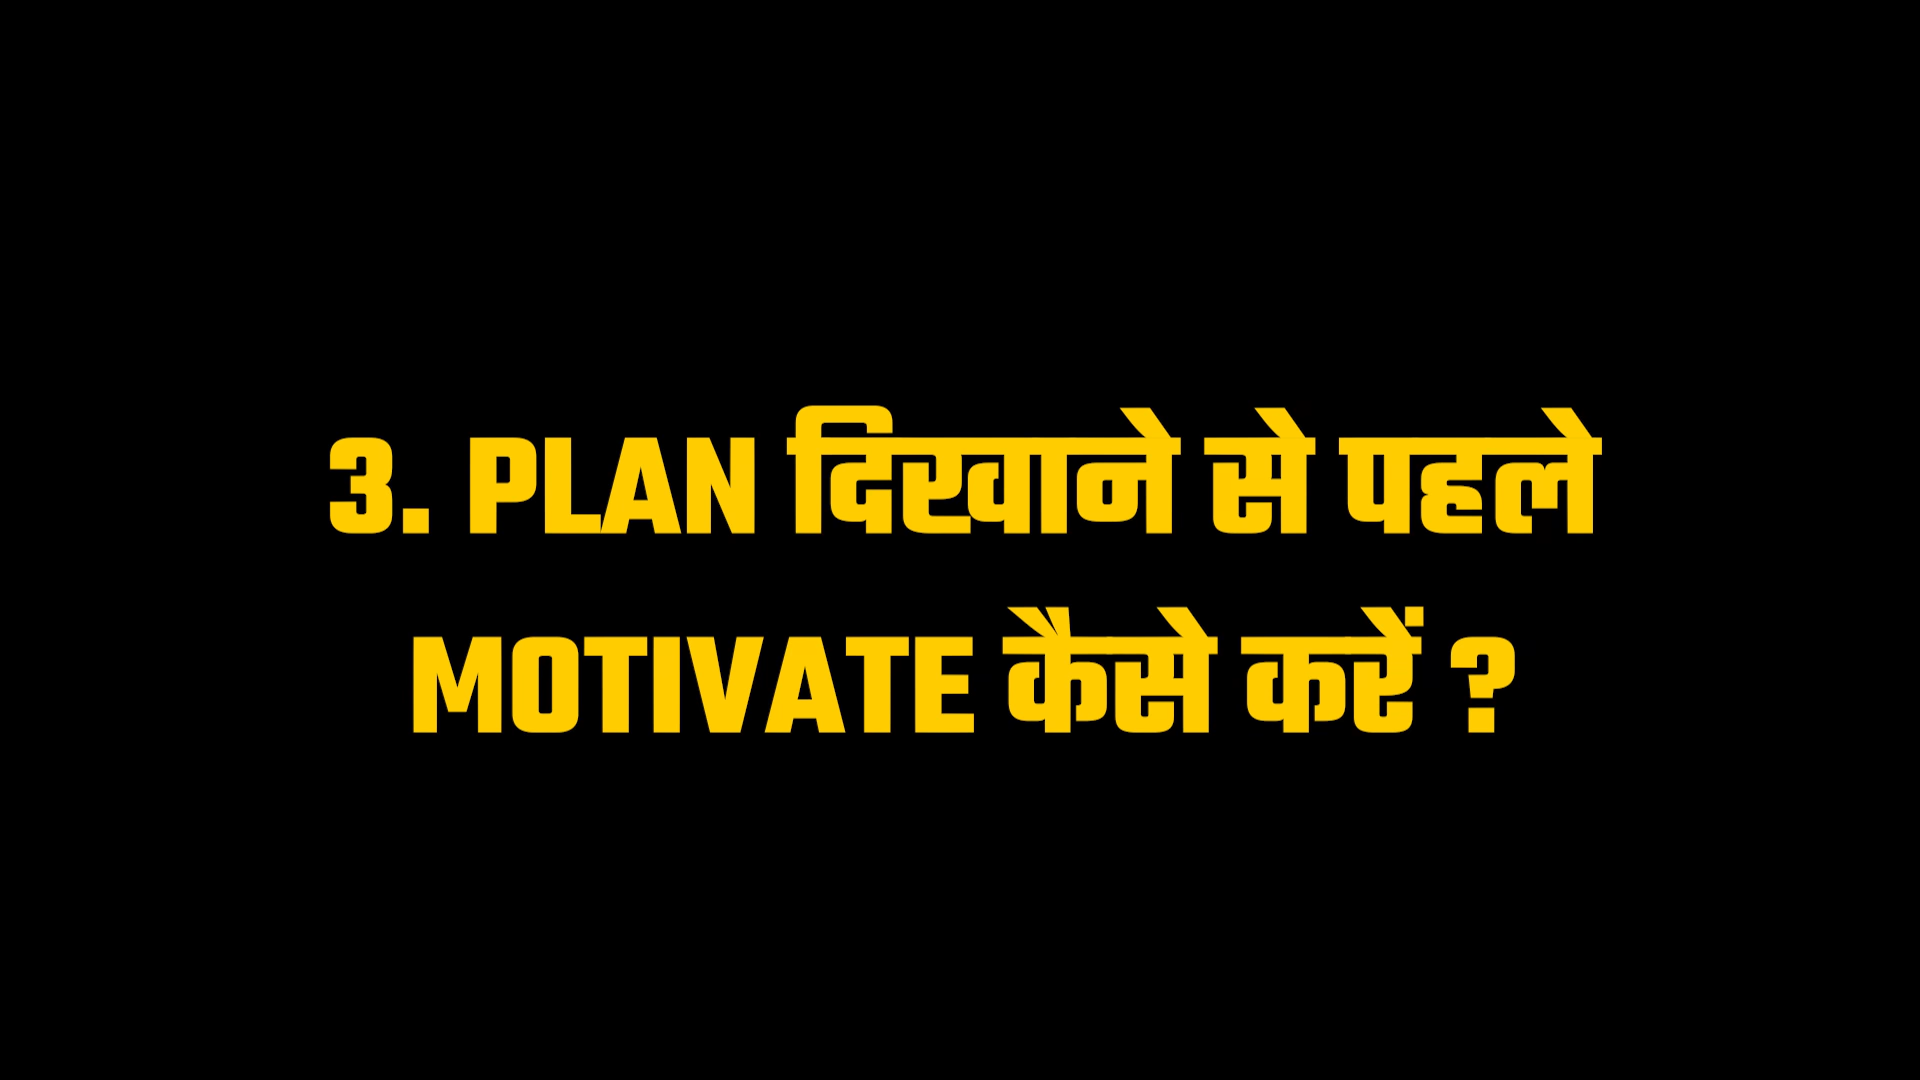 3. PLAN दिखाने से पहले
MOTIVATE कैसे करें ?